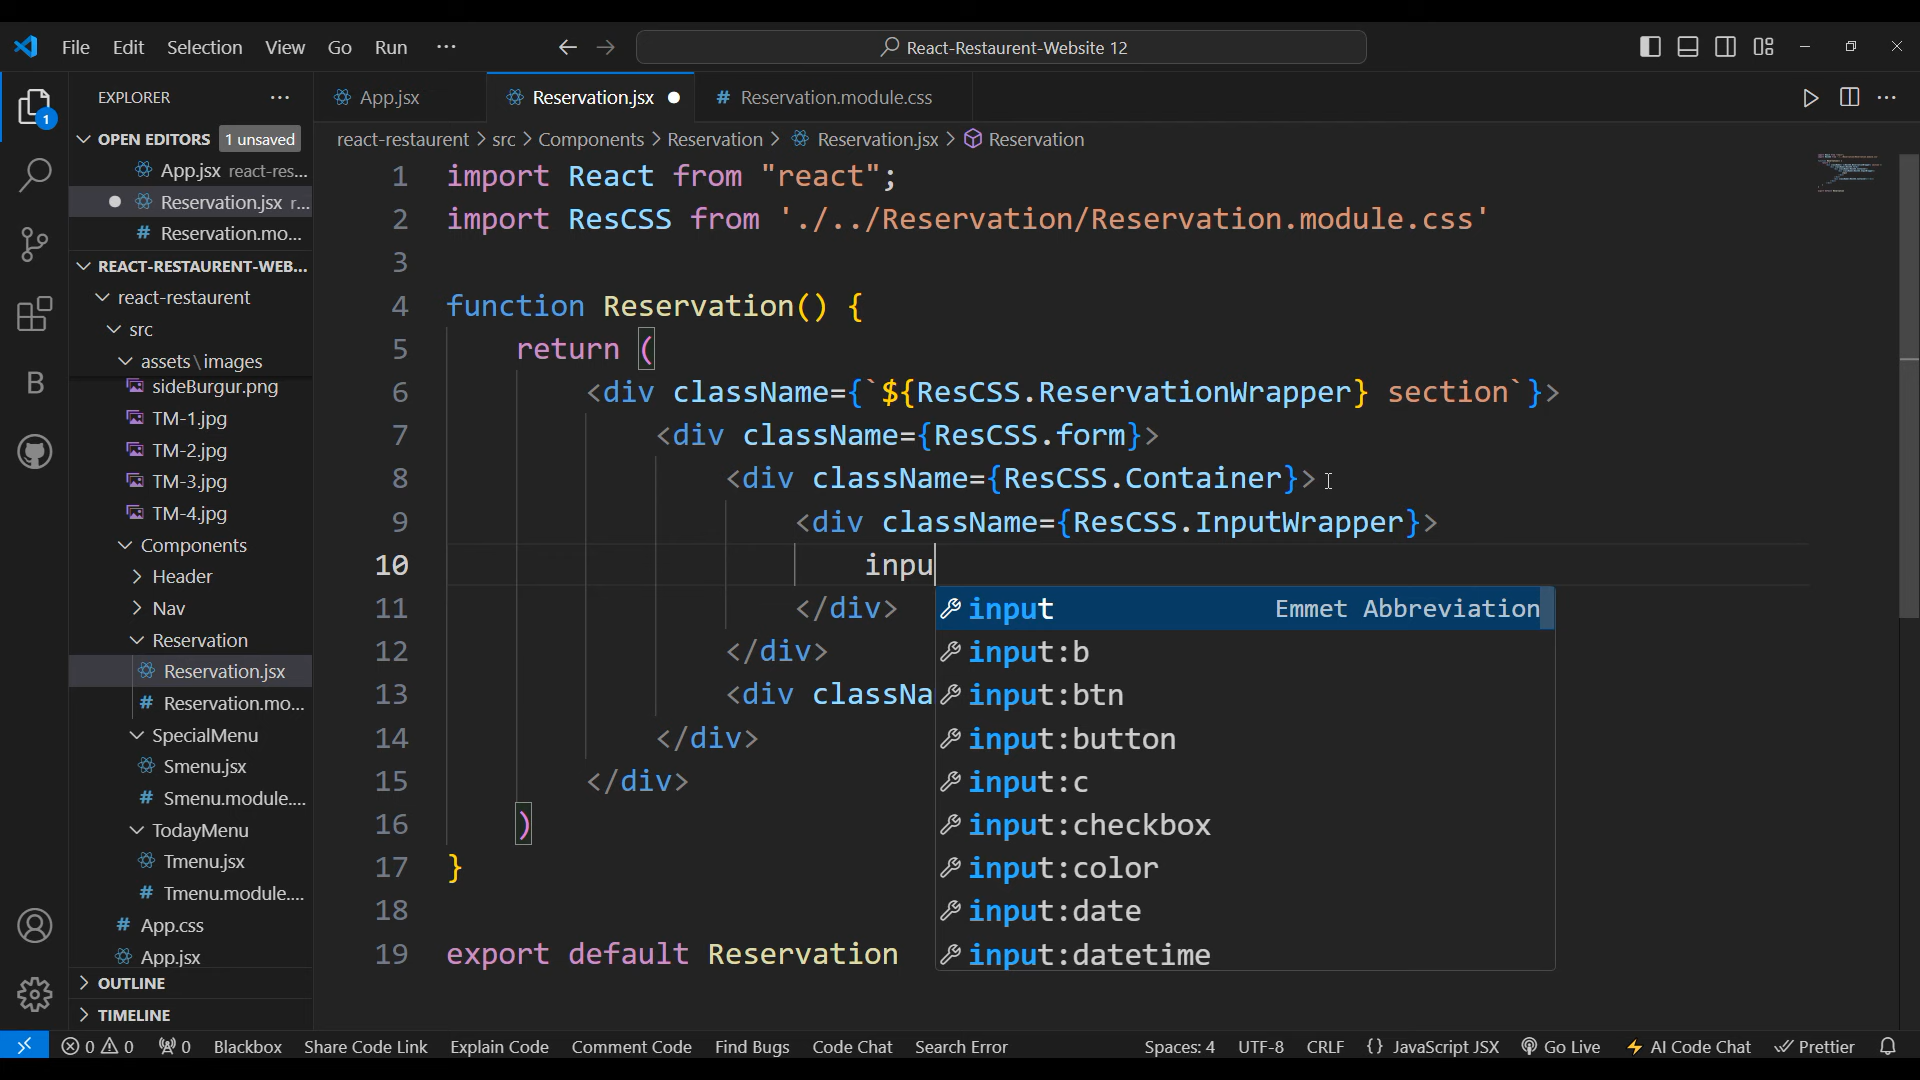 File Edit Selection View Go Run ···
React-Restaurent-Website 12
EXPLORER ···
App.jsx
Reservation.jsx
# Reservation.module.css
OPEN EDITORS 1 unsaved
App.jsx react-res...
Reservation.jsx r...
# Reservation.mo...
REACT-RESTAURENT-WEB...
react-restaurent
src
assets\images
sideBurgur.png
TM-1.jpg
TM-2.jpg
TM-3.jpg
TM-4.jpg
Components
Header
Nav
Reservation
Reservation.jsx
# Reservation.mo...
SpecialMenu
Smenu.jsx
# Smenu.module....
TodayMenu
Tmenu.jsx
# Tmenu.module....
# App.css
App.jsx
OUTLINE
TIMELINE
1
B
react-restaurent > src > Components > Reservation > Reservation.jsx > Reservation
1 import React from "react";
2 import ResCSS from './../Reservation/Reservation.module.css'
3
4 function Reservation() {
5 return (
6 <div className={`${ResCSS.ReservationWrapper} section`}>
7 <div className={ResCSS.form}>
8 <div className={ResCSS.Container}>
9 <div className={ResCSS.InputWrapper}>
10 inpu
11 </div>
12 </div>
13 <div classNa
14 </div>
15 </div>
16 )
17 }
18
19 export default Reservation
input Emmet Abbreviation
input:b
input:btn
input:button
input:c
input:checkbox
input:color
input:date
input:datetime
0 0 0 Blackbox Share Code Link Explain Code Comment Code Find Bugs Code Chat Search Error Spaces: 4 UTF-8 CRLF {} JavaScript JSX Go Live AI Code Chat Prettier